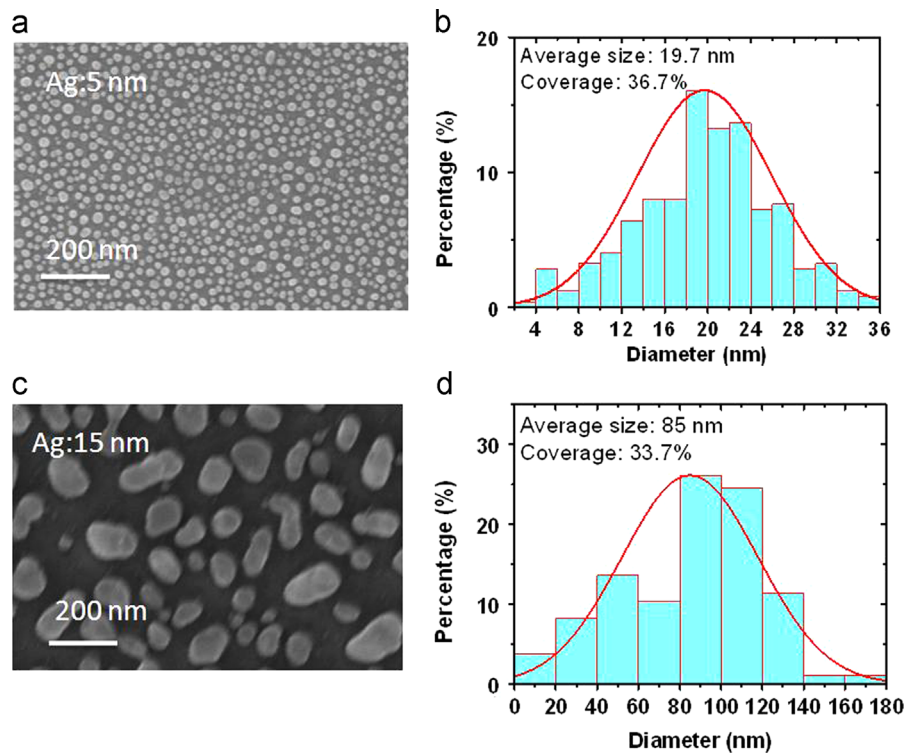 a
Ag:5 nm
200 nm
b
Average size: 19.7 nm
Coverage: 36.7%
Percentage (%)
20
10
0
4 8 12 16 20 24 28 32 36
Diameter (nm)
c
Ag:15 nm
200 nm
d
Average size: 85 nm
Coverage: 33.7%
Percentage (%)
30
20
10
0
0 20 40 60 80 100 120 140 160 180
Diameter (nm)